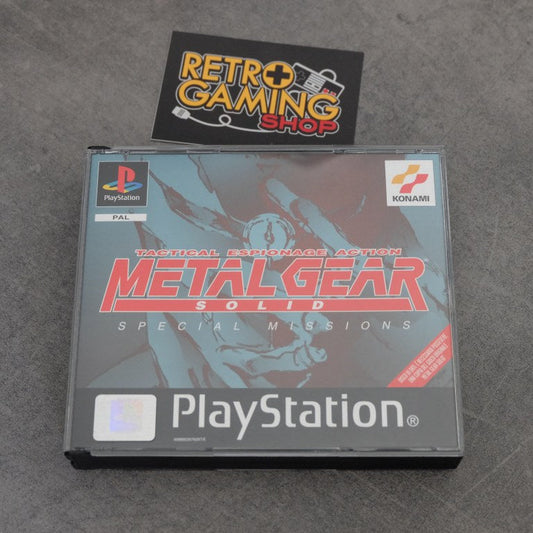 RETRO
GAMING
SHOP
PlayStation
PAL
KONAMI
TACTICAL ESPIONAGE ACTION
METAL GEAR
SOLID
SPECIAL MISSIONS
PlayStation®